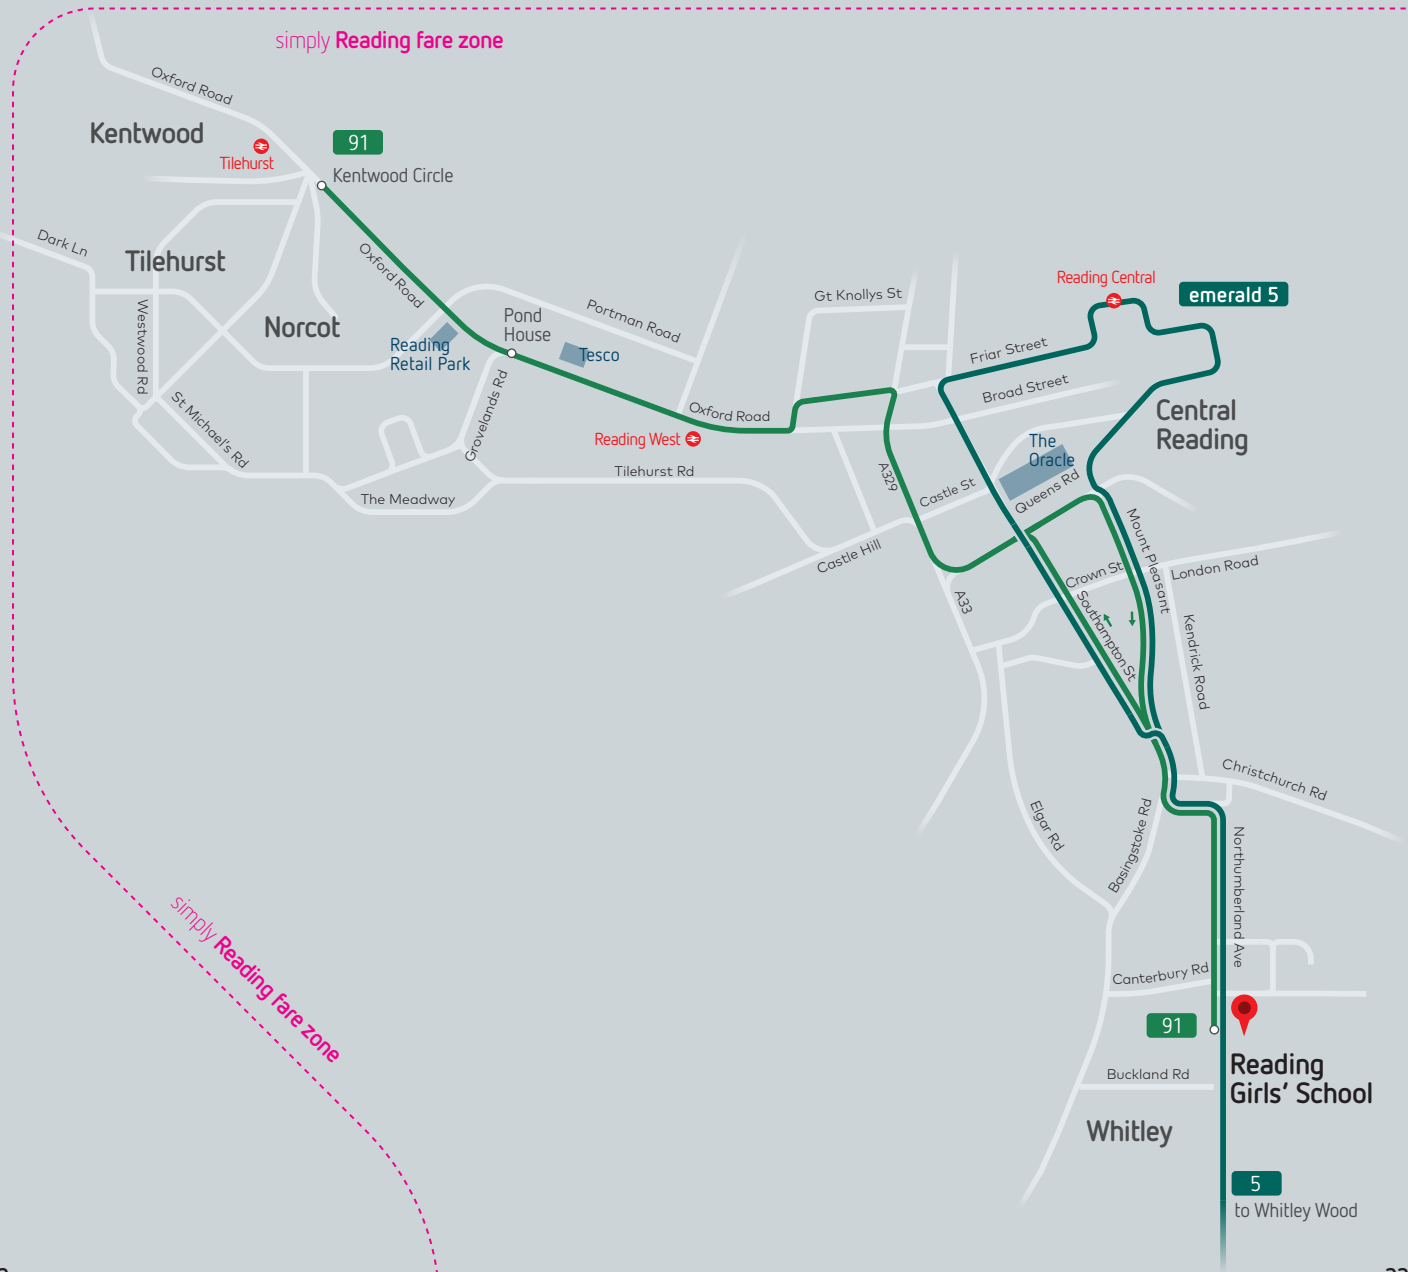 simply Reading fare zone
Oxford Road
Kentwood
Tilehurst
91
Kentwood Circle
Dark Ln
Tilehurst
Oxford Road
Westwood Rd
Norcot
Reading
Retail Park
Pond
House
Portman Road
Tesco
St Michael's Rd
Grovelands Rd
The Meadway
Oxford Road
Reading West
Tilehurst Rd
Gt Knollys St
Reading Central
emerald 5
Friar Street
Broad Street
Central
Reading
The
Oracle
Queens Rd
A329
Castle St
Castle Hill
A33
Mount Pleasant
Crown St
London Road
Southampton St
Kendrick Road
Christchurch Rd
Elgar Rd
Basingstoke Rd
Northumberland Ave
simply Reading fare zone
Canterbury Rd
91
Reading
Girls' School
Buckland Rd
Whitley
5
to Whitley Wood